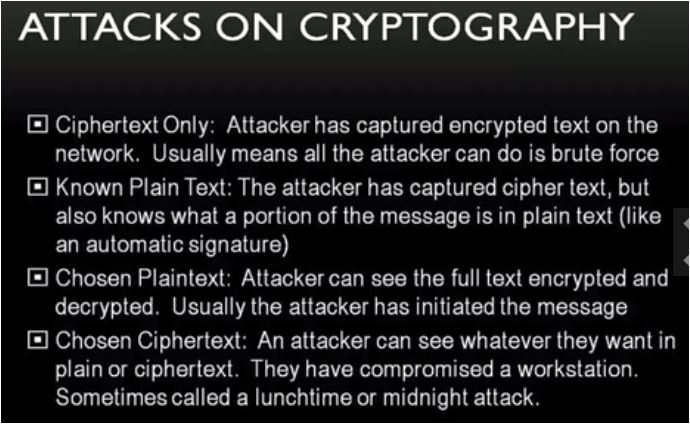 ATTACKS ON CRYPTOGRAPHY
Ciphertext Only: Attacker has captured encrypted text on the
network. Usually means all the attacker can do is brute force
Known Plain Text: The attacker has captured cipher text, but
also knows what a portion of the message is in plain text (like
an automatic signature)
Chosen Plaintext: Attacker can see the full text encrypted and
decrypted. Usually the attacker has initiated the message
Chosen Ciphertext: An attacker can see whatever they want in
plain or ciphertext. They have compromised a workstation.
Sometimes called a lunchtime or midnight attack.